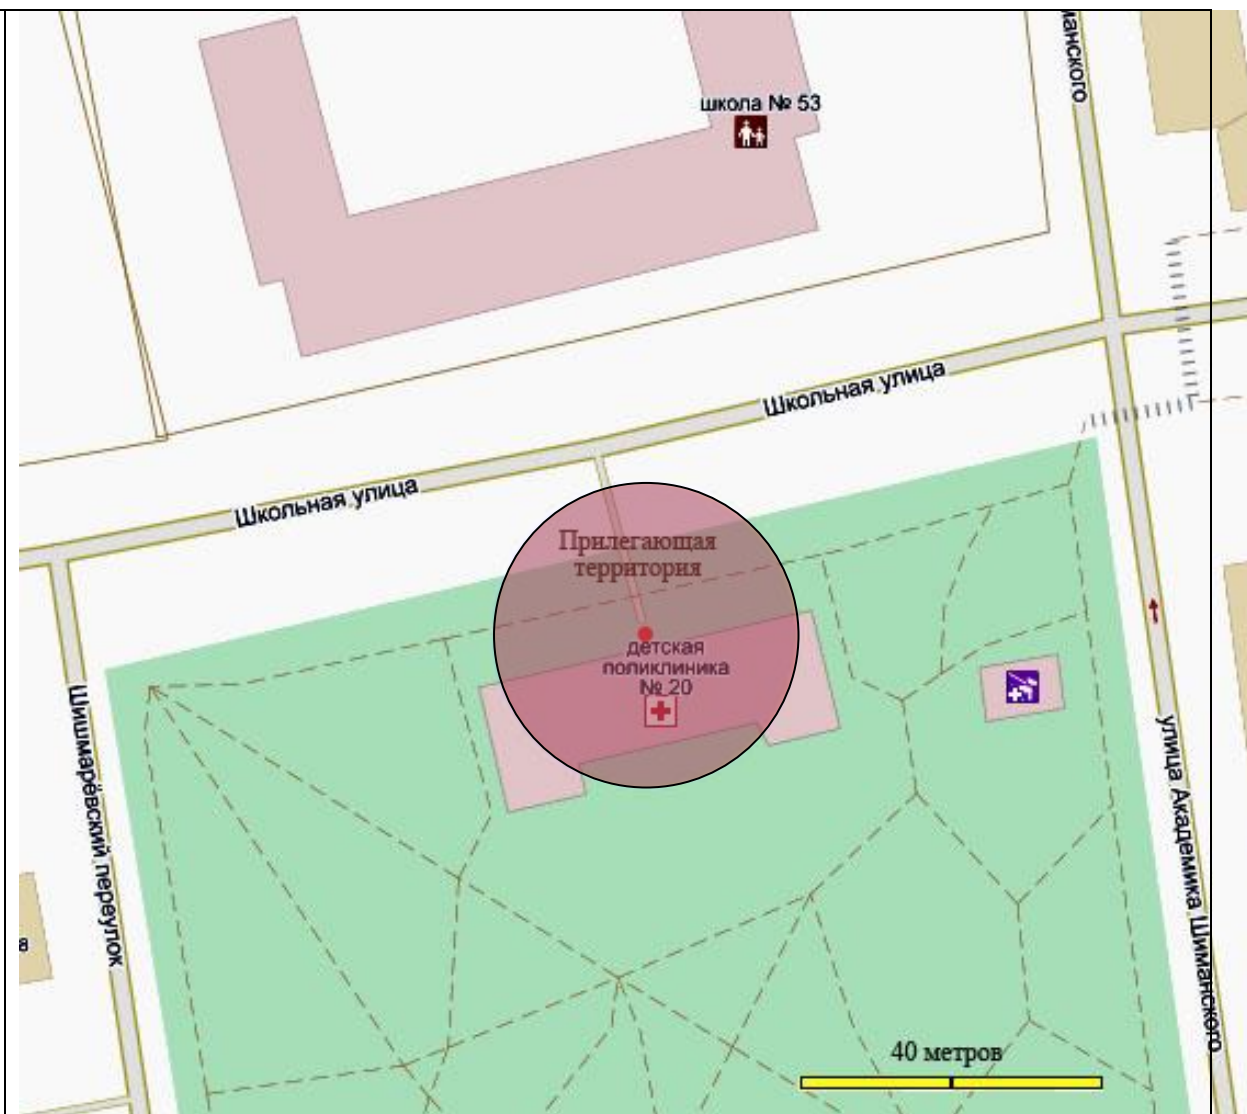 манского
школа № 53
Школьная улица
Школьная улица
Прилегающая
территория
детская
поликлиника
№ 20
Шишмарёвский переулок
улица Академика Шиманского
в
40 метров